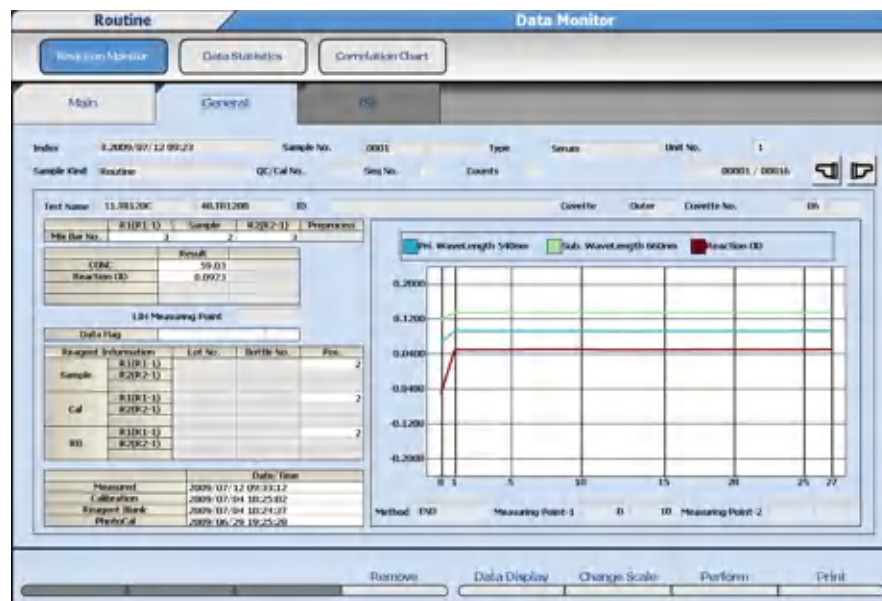 Routine Data Monitor
Reaction Monitor Data Statistics Correlation Chart
Main General ISE
Index 3.2009/07/12 09:23 Sample No. 0001 Type Serum Unit No. 1
Sample Kind Routine QC/Cal No. Seq No. Counts 00001 / 00016
Test Name ID Cuvette Outer Cuvette No.
R1(R1-1) Sample R2(R2-1) Preprocess
Mix Bar No. 3 2 3
Result
CONC 59.03
Reaction OD 0.0923
LIH Measuring Point
Data Flag
Reagent Information Lot No. Bottle No. Pos.
Sample R1(R1-1) 2
R2(R2-1)
Cal R1(R1-1) 2
R2(R2-1)
RB R1(R1-1) 2
R2(R2-1)
Date/Time
Measured 2009/07/12 09:33:12
Calibration 2009/07/04 10:25:02
Reagent Blank 2009/07/04 10:24:37
PhotoCal 2009/06/29 19:25:20
Pri. WaveLength 540nm Sub. WaveLength 660nm Reaction OD
0.2000
0.1200
0.0400
-0.0400
-0.1200
-0.2000
0 1 5 10 15 20 25 27
Method END Measuring Point-1 0 10 Measuring Point-2
Remove Data Display Change Scale Perform Print